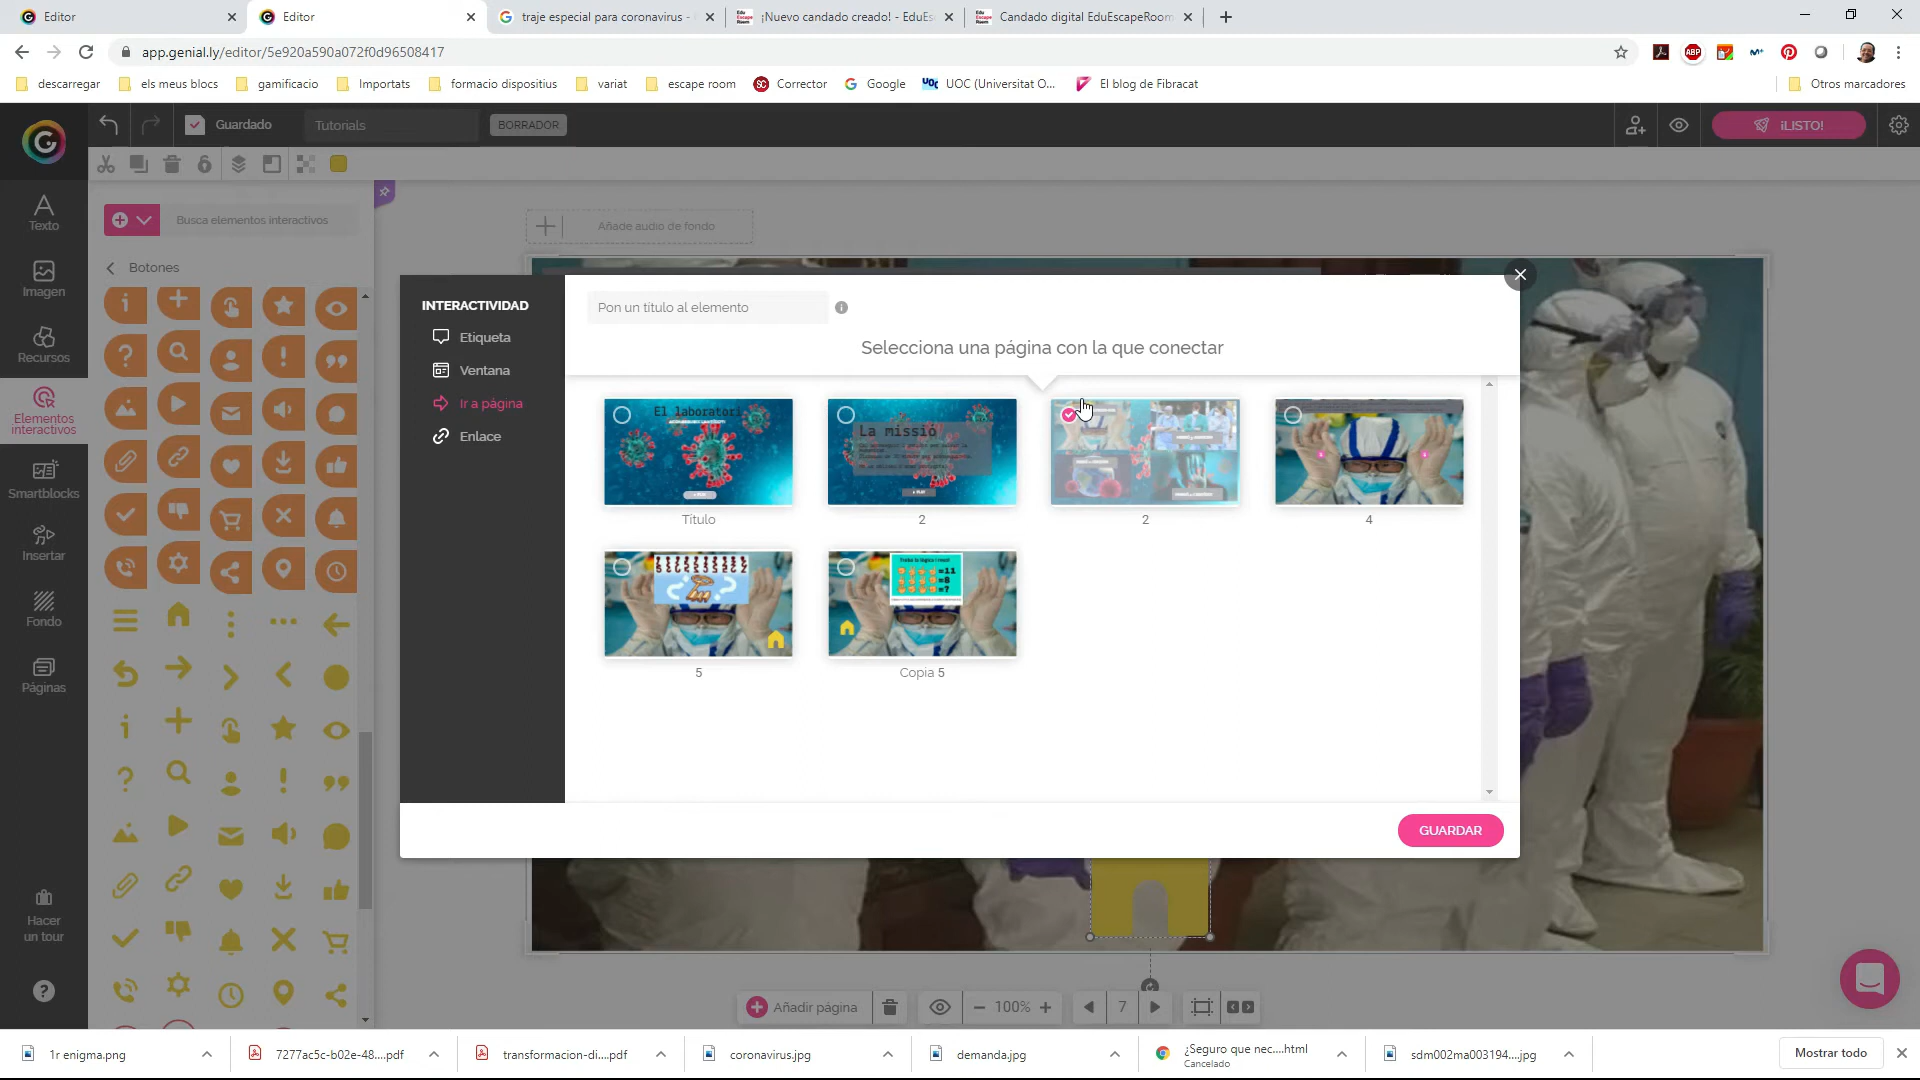 Editor
Editor
traje especial para coronavirus -
¡Nuevo candado creado! - EduEs
Candado digital EduEscapeRoom
app.genial.ly/editor/5e920a590a072f0d96508417
descarregar
els meus blocs
gamificacio
Importats
formacio dispositius
variat
escape room
Corrector
Google
UOC (Universitat O...
El blog de Fibracat
Otros marcadores
Guardado
Tutorials
BORRADOR
¡LISTO!
Texto
Imagen
Recursos
Elementos
interactivos
Smartblocks
Insertar
Fondo
Páginas
Hacer
un tour
Busca elementos interactivos
Botones
Añade audio de fondo
INTERACTIVIDAD
Etiqueta
Ventana
Ir a página
Enlace
Pon un título al elemento
Selecciona una página con la que conectar
El laboratori
PLAY
Título
La missió
PLAY
2
2
4
5
=11
=8
=?
Copia 5
GUARDAR
Añadir página
100%
7
1r enigma.png
7277ac5c-b02e-48....pdf
transformacion-di....pdf
coronavirus.jpg
demanda.jpg
¿Seguro que nec....html
Cancelado
sdm002ma003194....jpg
Mostrar todo